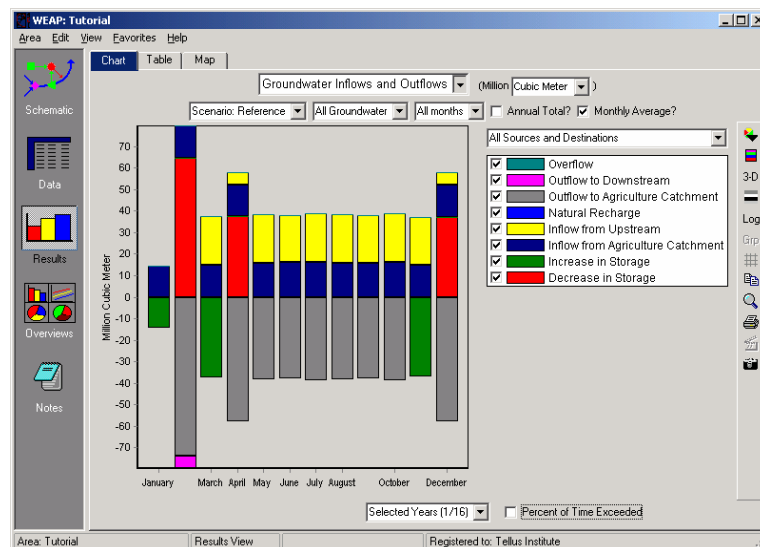 WEAP: Tutorial
Area Edit View Favorites Help
Chart Table Map
Groundwater Inflows and Outflows (Million Cubic Meter )
Scenario: Reference All Groundwater All months Annual Total? Monthly Average?
All Sources and Destinations
Schematic
Data
Results
Overviews
Notes
Million Cubic Meter
70
60
50
40
30
20
10
0
-10
-20
-30
-40
-50
-60
-70
January March April May June July August October December
Overflow
Outflow to Downstream
Outflow to Agriculture Catchment
Natural Recharge
Inflow from Upstream
Inflow from Agriculture Catchment
Increase in Storage
Decrease in Storage
3-D
Log
Grp
Selected Years (1/16) Percent of Time Exceeded
Area: Tutorial Results View Registered to: Tellus Institute